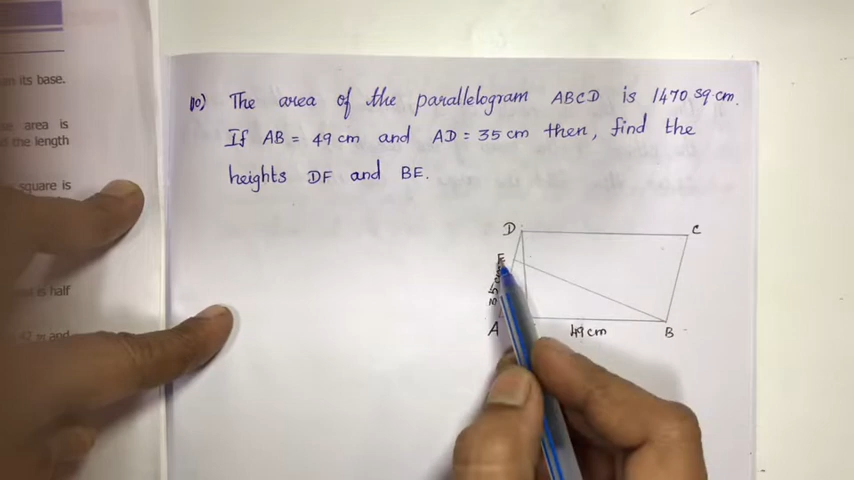 an its base.
area is
d the length
square is
is half
10) The area of the parallelogram ABCD is 1470 sq.cm.
If AB = 49 cm and AD = 35 cm then, find the
heights DF and BE.
D
C
E
35 cm
A
49 cm
B